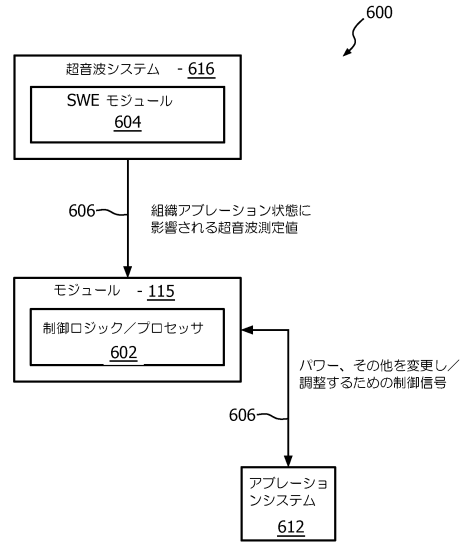 600
超音波システム - 616
SWE モジュール
604
606
組織アブレーション状態に
影響される超音波測定値
モジュール - 115
制御ロジック／プロセッサ
602
パワー、その他を変更し／
調整するための制御信号
606
アブレーショ
ンシステム
612